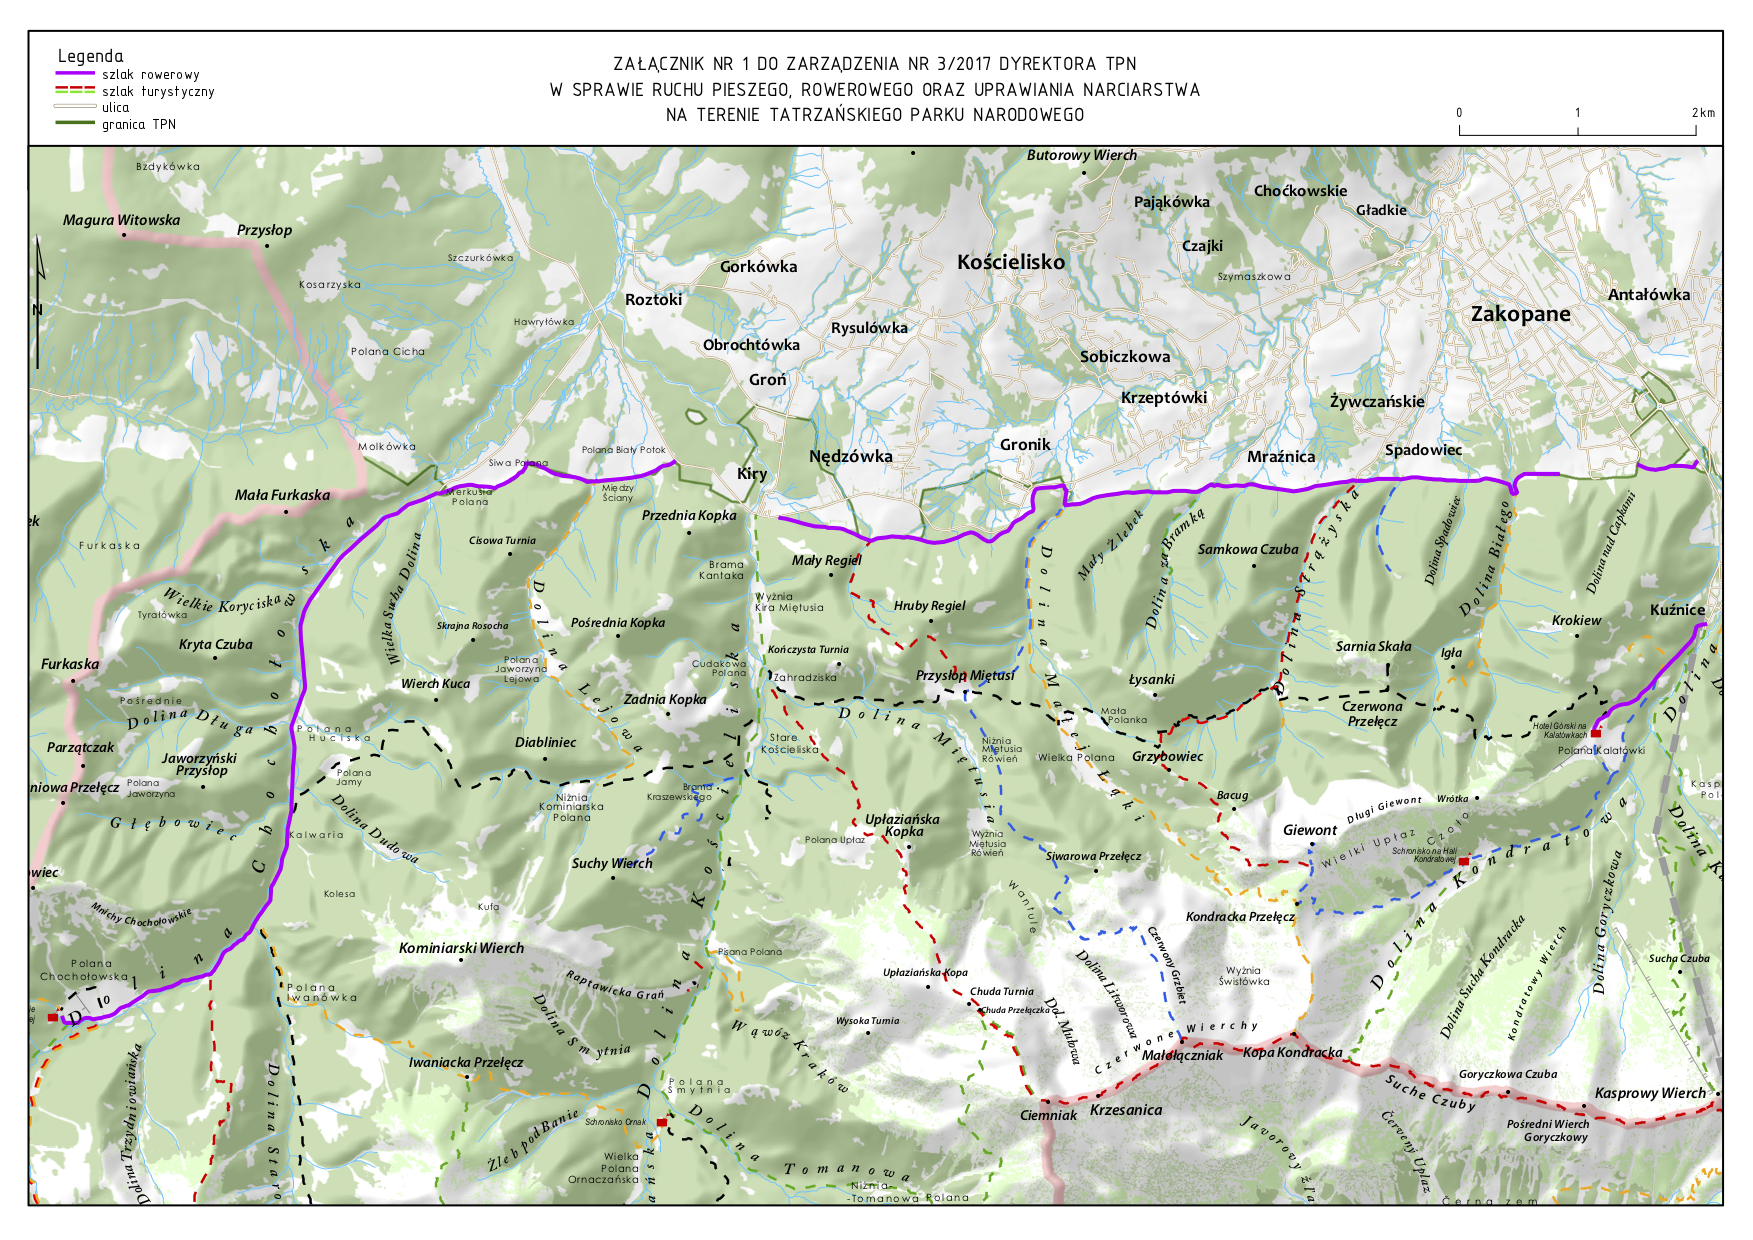 Legenda
szlak rowerowy
szlak turystyczny
ulica
granica TPN
ZAŁĄCZNIK NR 1 DO ZARZĄDZENIA NR 3/2017 DYREKTORA TPN
W SPRAWIE RUCHU PIESZEGO, ROWEROWEGO ORAZ UPRAWIANIA NARCIARSTWA
NA TERENIE TATRZAŃSKIEGO PARKU NARODOWEGO
0 1 2 km
N
Bzdykówka
Butorowy Wierch
Choćkowskie
Pająkówka
Gładkie
Magura Witowska
Przysłop
Czajki
Szczurkówka
Kościelisko
Gorkówka
Szymaszkowa
Kosarzyska
Roztoki
Antałówka
Zakopane
Hawryłówka
Rysulówka
Obrochtówka
Polana Cicha
Sobiczkowa
Groń
Krzeptówki
Żywczańskie
Molkówka
Polana Biały Potok
Gronik
Spadowiec
Nędzówka
Mraźnica
Siwa Polana
Kiry
Merkusia
Polana
Między
Ściany
Mała Furkaska
Przednia Kopka
ek
Furkaska
Cisowa Turnia
Brama
Kantaka
Mały Regiel
Samkowa Czuba
Mały Żlebek
Dolina za Bramką
Dolina Strążyska
Dolina Spadowiec
Dolina Białego
Dolina nad Capkami
Wielkie Koryciska
Tyrałówka
Wielka Sucha Dolina
Wyżnia
Kira Miętusia
Hruby Regiel
Kuźnice
Krokiew
Skrajna Rosocha
Pośrednia Kopka
Kryta Czuba
Kończysta Turnia
Sarnia Skała
Igła
Furkaska
Polana
Jaworzyna
Lejowa
Cudakowa
Polana
Zahradziska
Przysłop Miętusi
Wierch Kuca
Łysanki
Zadnia Kopka
Pośrednie
Dolina Długa
Mała
Polanka
Czerwona
Przełęcz
Dolina Lejowa
Dolina Miętusia
Dolina Małej Łąki
Hotel Górski na
Kalatówkach
Polana Kalatówki
Polana
Huciska
Parzątczak
Jaworzyński
Przysłop
Diabliniec
Stare
Kościeliska
Niżnia
Miętusia
Rówień
Wielka Polana
Grzybowiec
niowa Przełęcz
Polana
Jaworzyna
Polana
Jamy
Brama
Kraszewskiego
Niżnia
Kominiarska
Polana
Bacug
Długi Giewont
Wrótka
Głębowiec
Dolina Dudowa
Kalwaria
Upłaziańska
Kopka
Polana Upłaz
Wyżnia
Miętusia
Rówień
Giewont
Wielki Upłaz
Czoło
Siwarowa Przełęcz
Schronisko na Hali
Kondratowej
Suchy Wierch
owiec
Dolina Kondratowa
Dolina Goryczkowa
Kolesa
Kufa
Wantule
Mnichy Chochołowskie
Kondracka Przełęcz
Kominiarski Wierch
Pisana Polana
Czerwony Grzbiet
Dolina Litworowa
Dolina Sucha Kondracka
Kondratowy Wierch
Sucha Czuba
Polana
Chochołowska
Raptawicka Grań
Upłaziańska Kopa
Wyżnia
Świstówka
Chuda Turnia
Chuda Przełączka
Polana
Iwanówka
Dolina Smytnia
Wysoka Turnia
Dol. Mułowa
Wąwóz Kraków
Czerwone Wierchy
Małołączniak
Kopa Kondracka
Iwaniacka Przełęcz
Dolina Chochołowska
Dolina Kościeliska
Polana
Smytnia
Goryczkowa Czuba
Suche Czuby
Kasprowy Wierch
Ciemniak
Krzesanica
Pośredni Wierch
Goryczkowy
Dolina Trzydniowiańska
Dolina Staro
Żleb pod Banie
Schronisko Ornak
Wielka
Polana
Ornaczańska
Dolina Tomanowa
Niżnia-
-Tomanowa Polana
Javorový
Červený Úplaz
Černa zem